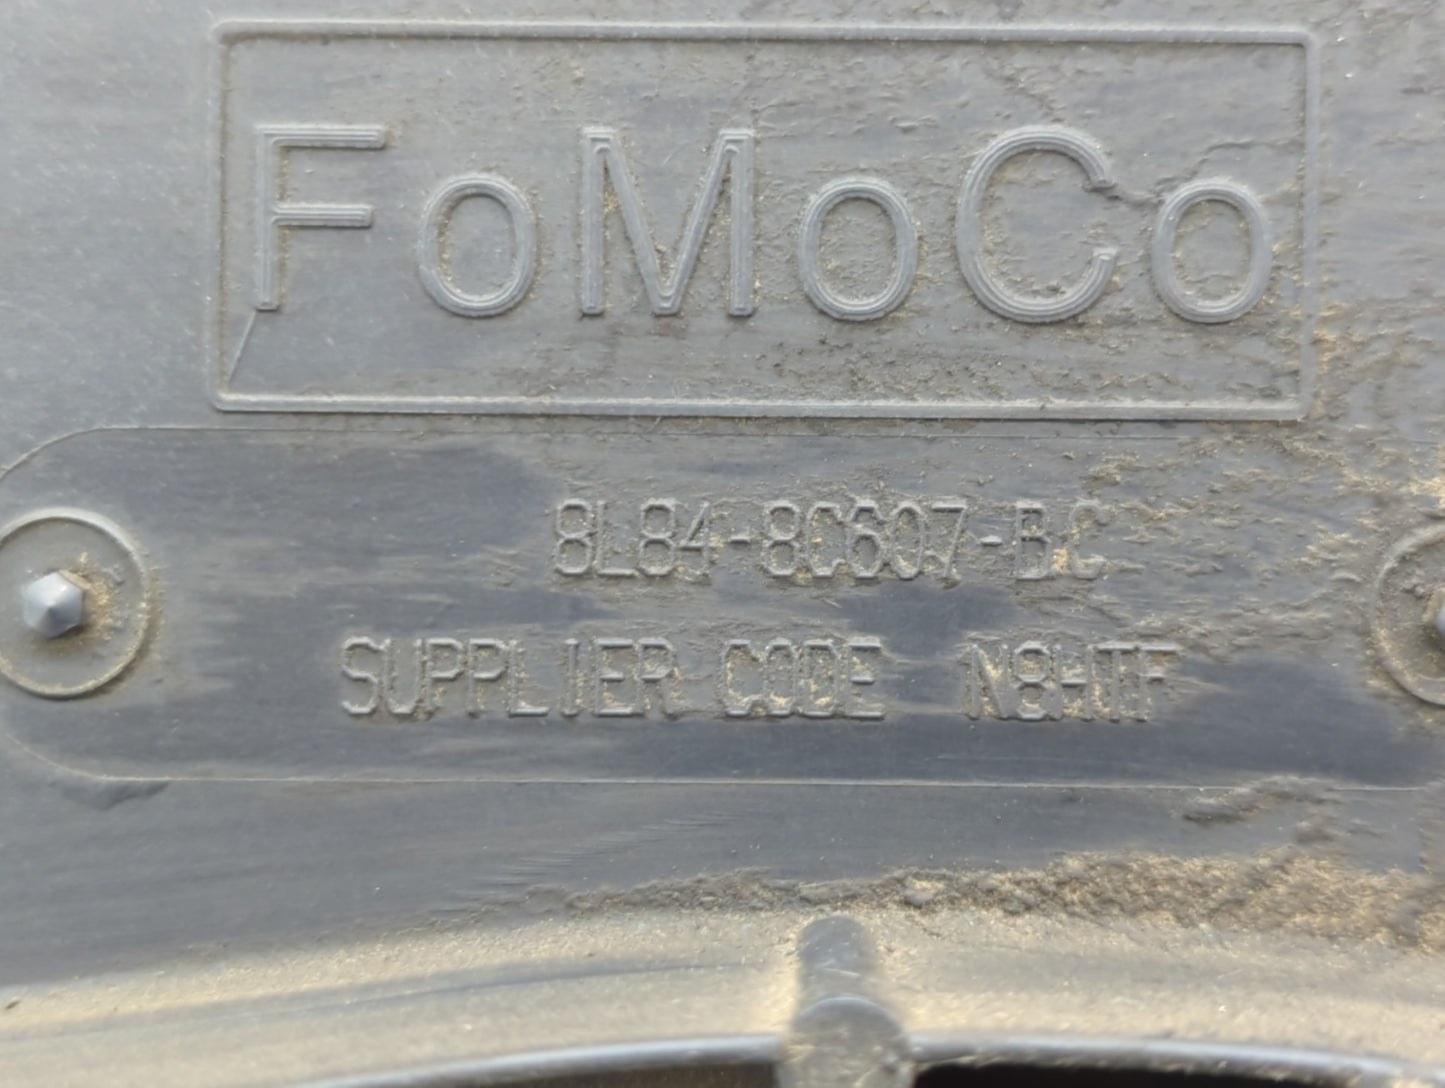 FoMoCo
8L84-8C607-BC
SUPPLIER CODE N8HTF